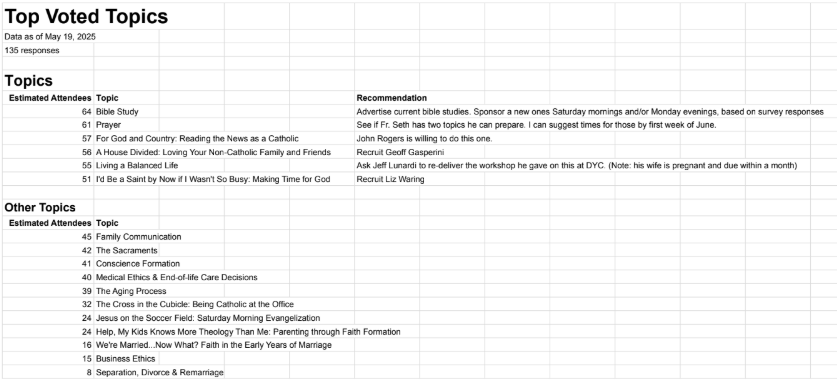 Top Voted Topics
Data as of May 19, 2025
135 responses
Topics
Estimated Attendees Topic Recommendation
64 Bible Study Advertise current bible studies. Sponsor a new ones Saturday mornings and/or Monday evenings, based on survey responses
61 Prayer See if Fr. Seth has two topics he can prepare. I can suggest times for those by first week of June.
57 For God and Country: Reading the News as a Catholic John Rogers is willing to do this one.
56 A House Divided: Loving Your Non-Catholic Family and Friends Recruit Geoff Gasperini
55 Living a Balanced Life Ask Jeff Lunardi to re-deliver the workshop he gave on this at DYC. (Note: his wife is pregnant and due within a month)
51 I'd Be a Saint by Now if I Wasn't So Busy: Making Time for God Recruit Liz Waring
Other Topics
Estimated Attendees Topic
45 Family Communication
42 The Sacraments
41 Conscience Formation
40 Medical Ethics & End-of-life Care Decisions
39 The Aging Process
32 The Cross in the Cubicle: Being Catholic at the Office
24 Jesus on the Soccer Field: Saturday Morning Evangelization
24 Help, My Kids Knows More Theology Than Me: Parenting through Faith Formation
16 We're Married...Now What? Faith in the Early Years of Marriage
15 Business Ethics
8 Separation, Divorce & Remarriage